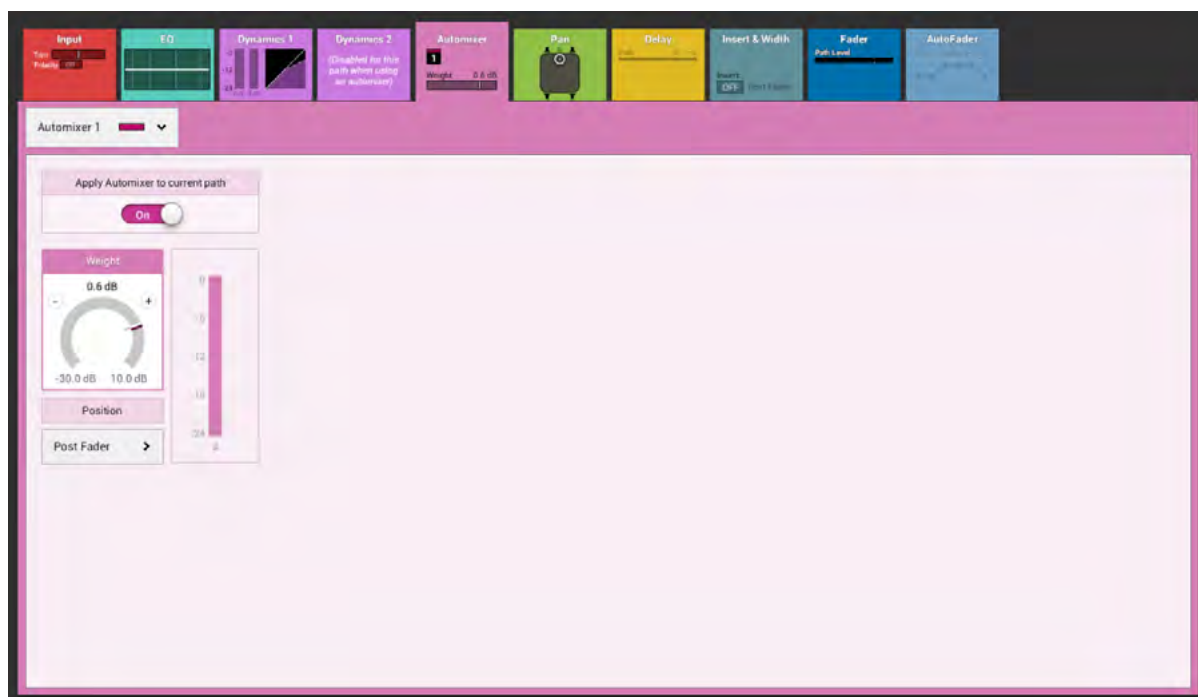 Input
EQ
Dynamics 1
Dynamics 2
Automixer
Pan
Delay
Insert & Width
Fader
AutoFader
Trim
Polarity Off
(Disabled for this
path when using
an automixer)
1
Weight 0.6 dB
Insert
OFF Post Fader
Path Level
Automixer 1
Apply Automixer to current path
On
Weight
0.6 dB
- +
-30.0 dB 10.0 dB
Position
Post Fader
0
12
18
24